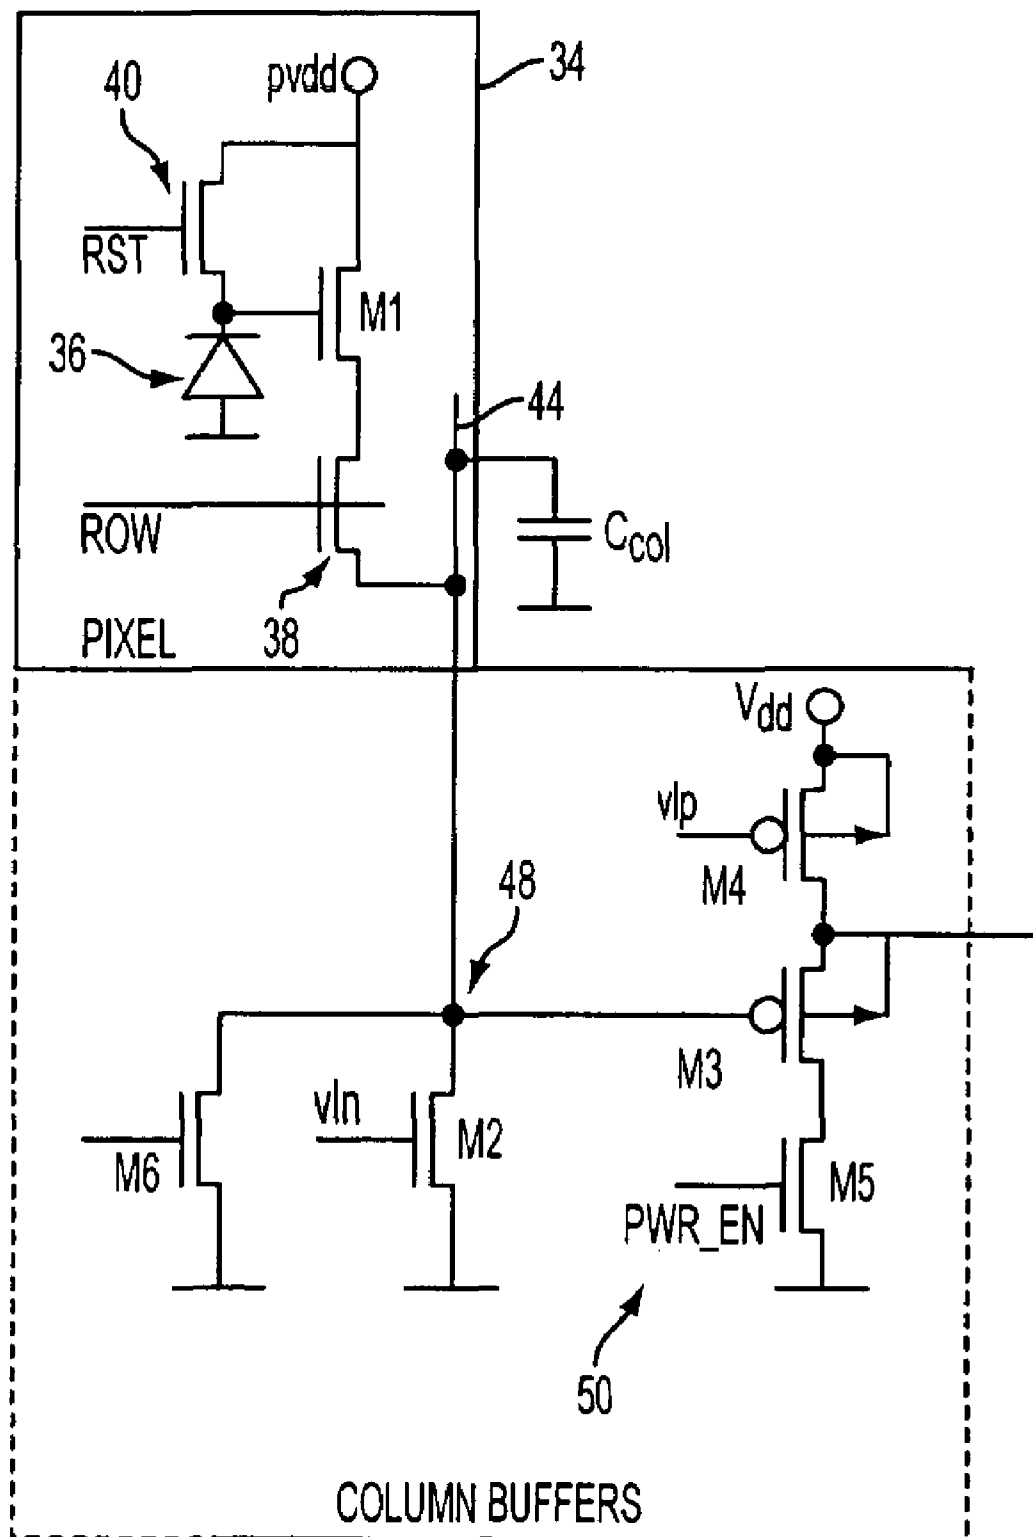 34
40
pvdd
RST
M1
36
44
ROW
Ccol
38
PIXEL
Vdd
vlp
M4
48
M3
vln
M2
M6
M5
PWR_EN
50
COLUMN BUFFERS